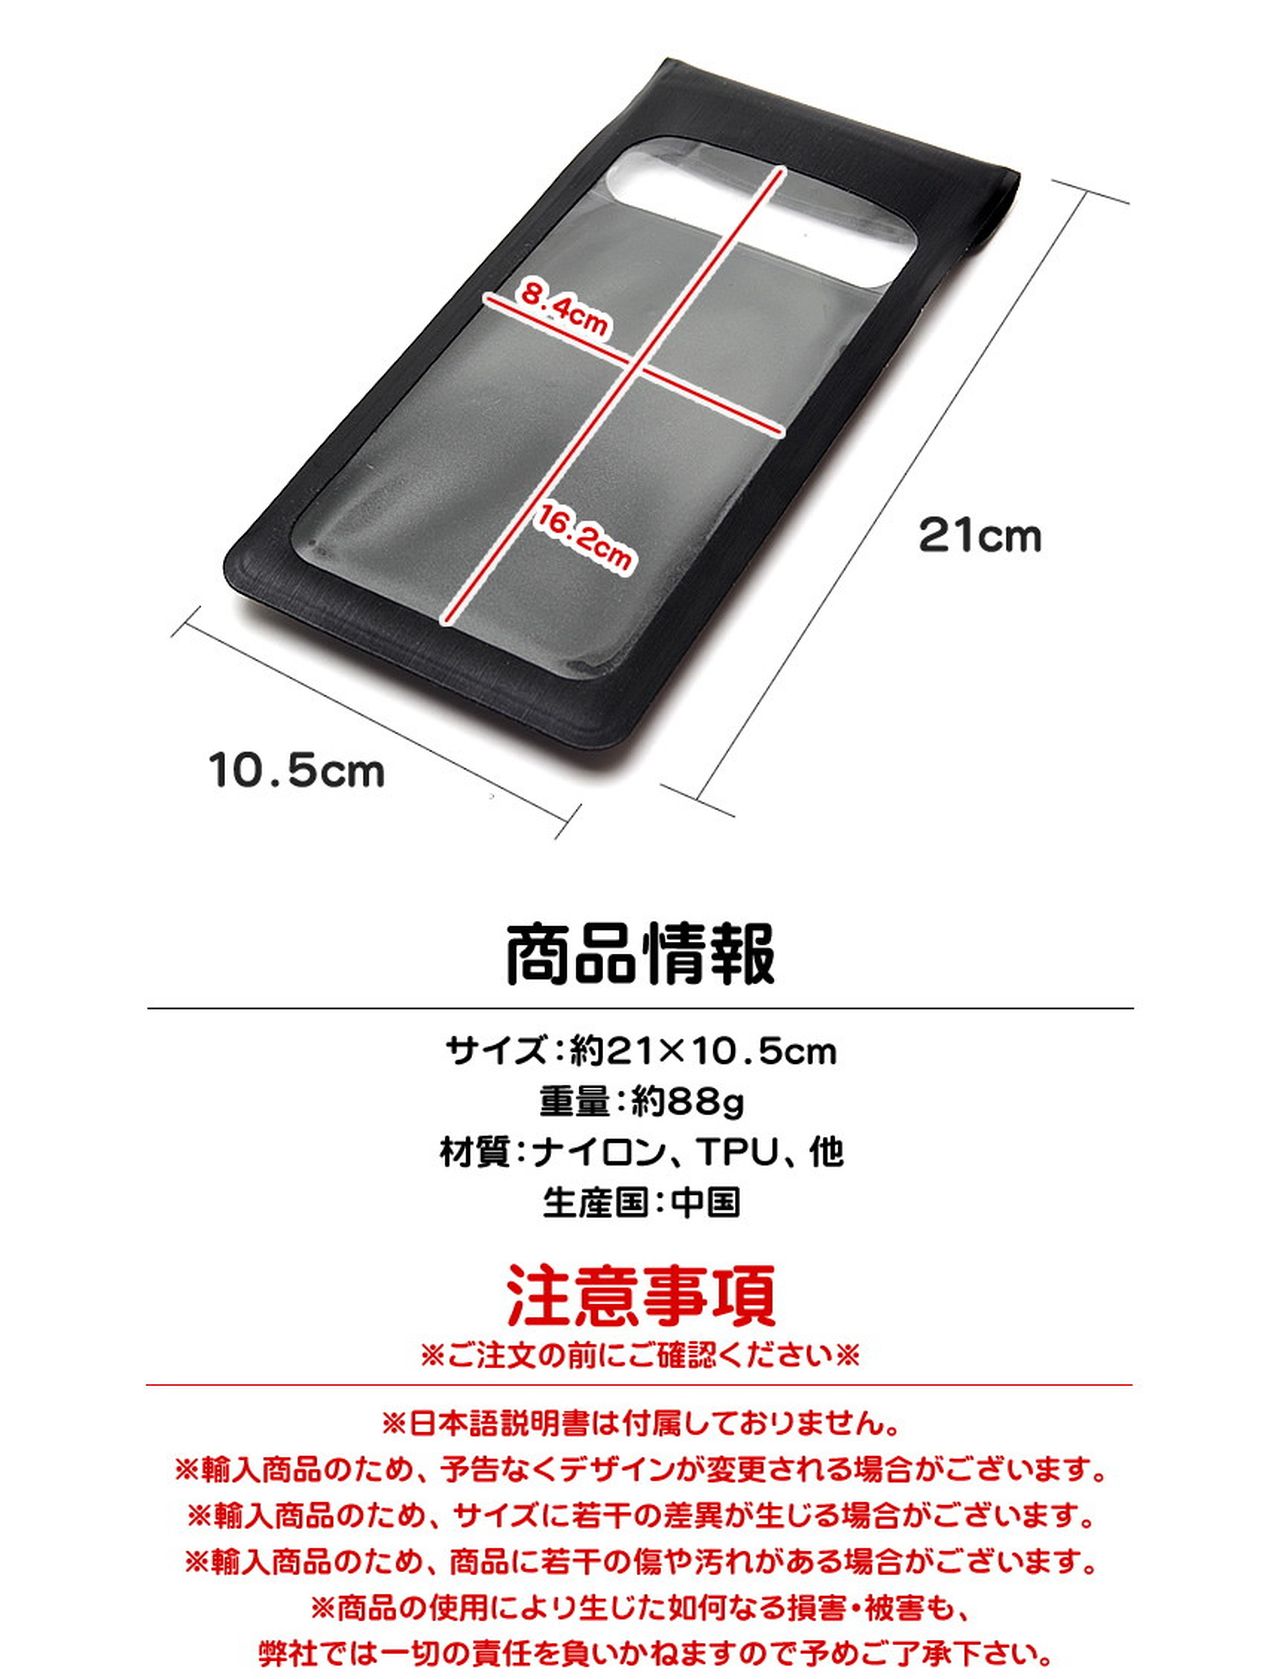 8.4cm
16.2cm
21cm
10.5cm
商品情報
サイズ：約21×10.5cm
重量：約88g
材質：ナイロン、TPU、他
生産国：中国
注意事項
※ご注文の前にご確認ください※
※日本語説明書は付属しておりません。
※輸入商品のため、予告なくデザインが変更される場合がございます。
※輸入商品のため、サイズに若干の差異が生じる場合がございます。
※輸入商品のため、商品に若干の傷や汚れがある場合がございます。
※商品の使用により生じた如何なる損害・被害も、
弊社では一切の責任を負いかねますので予めご了承下さい。